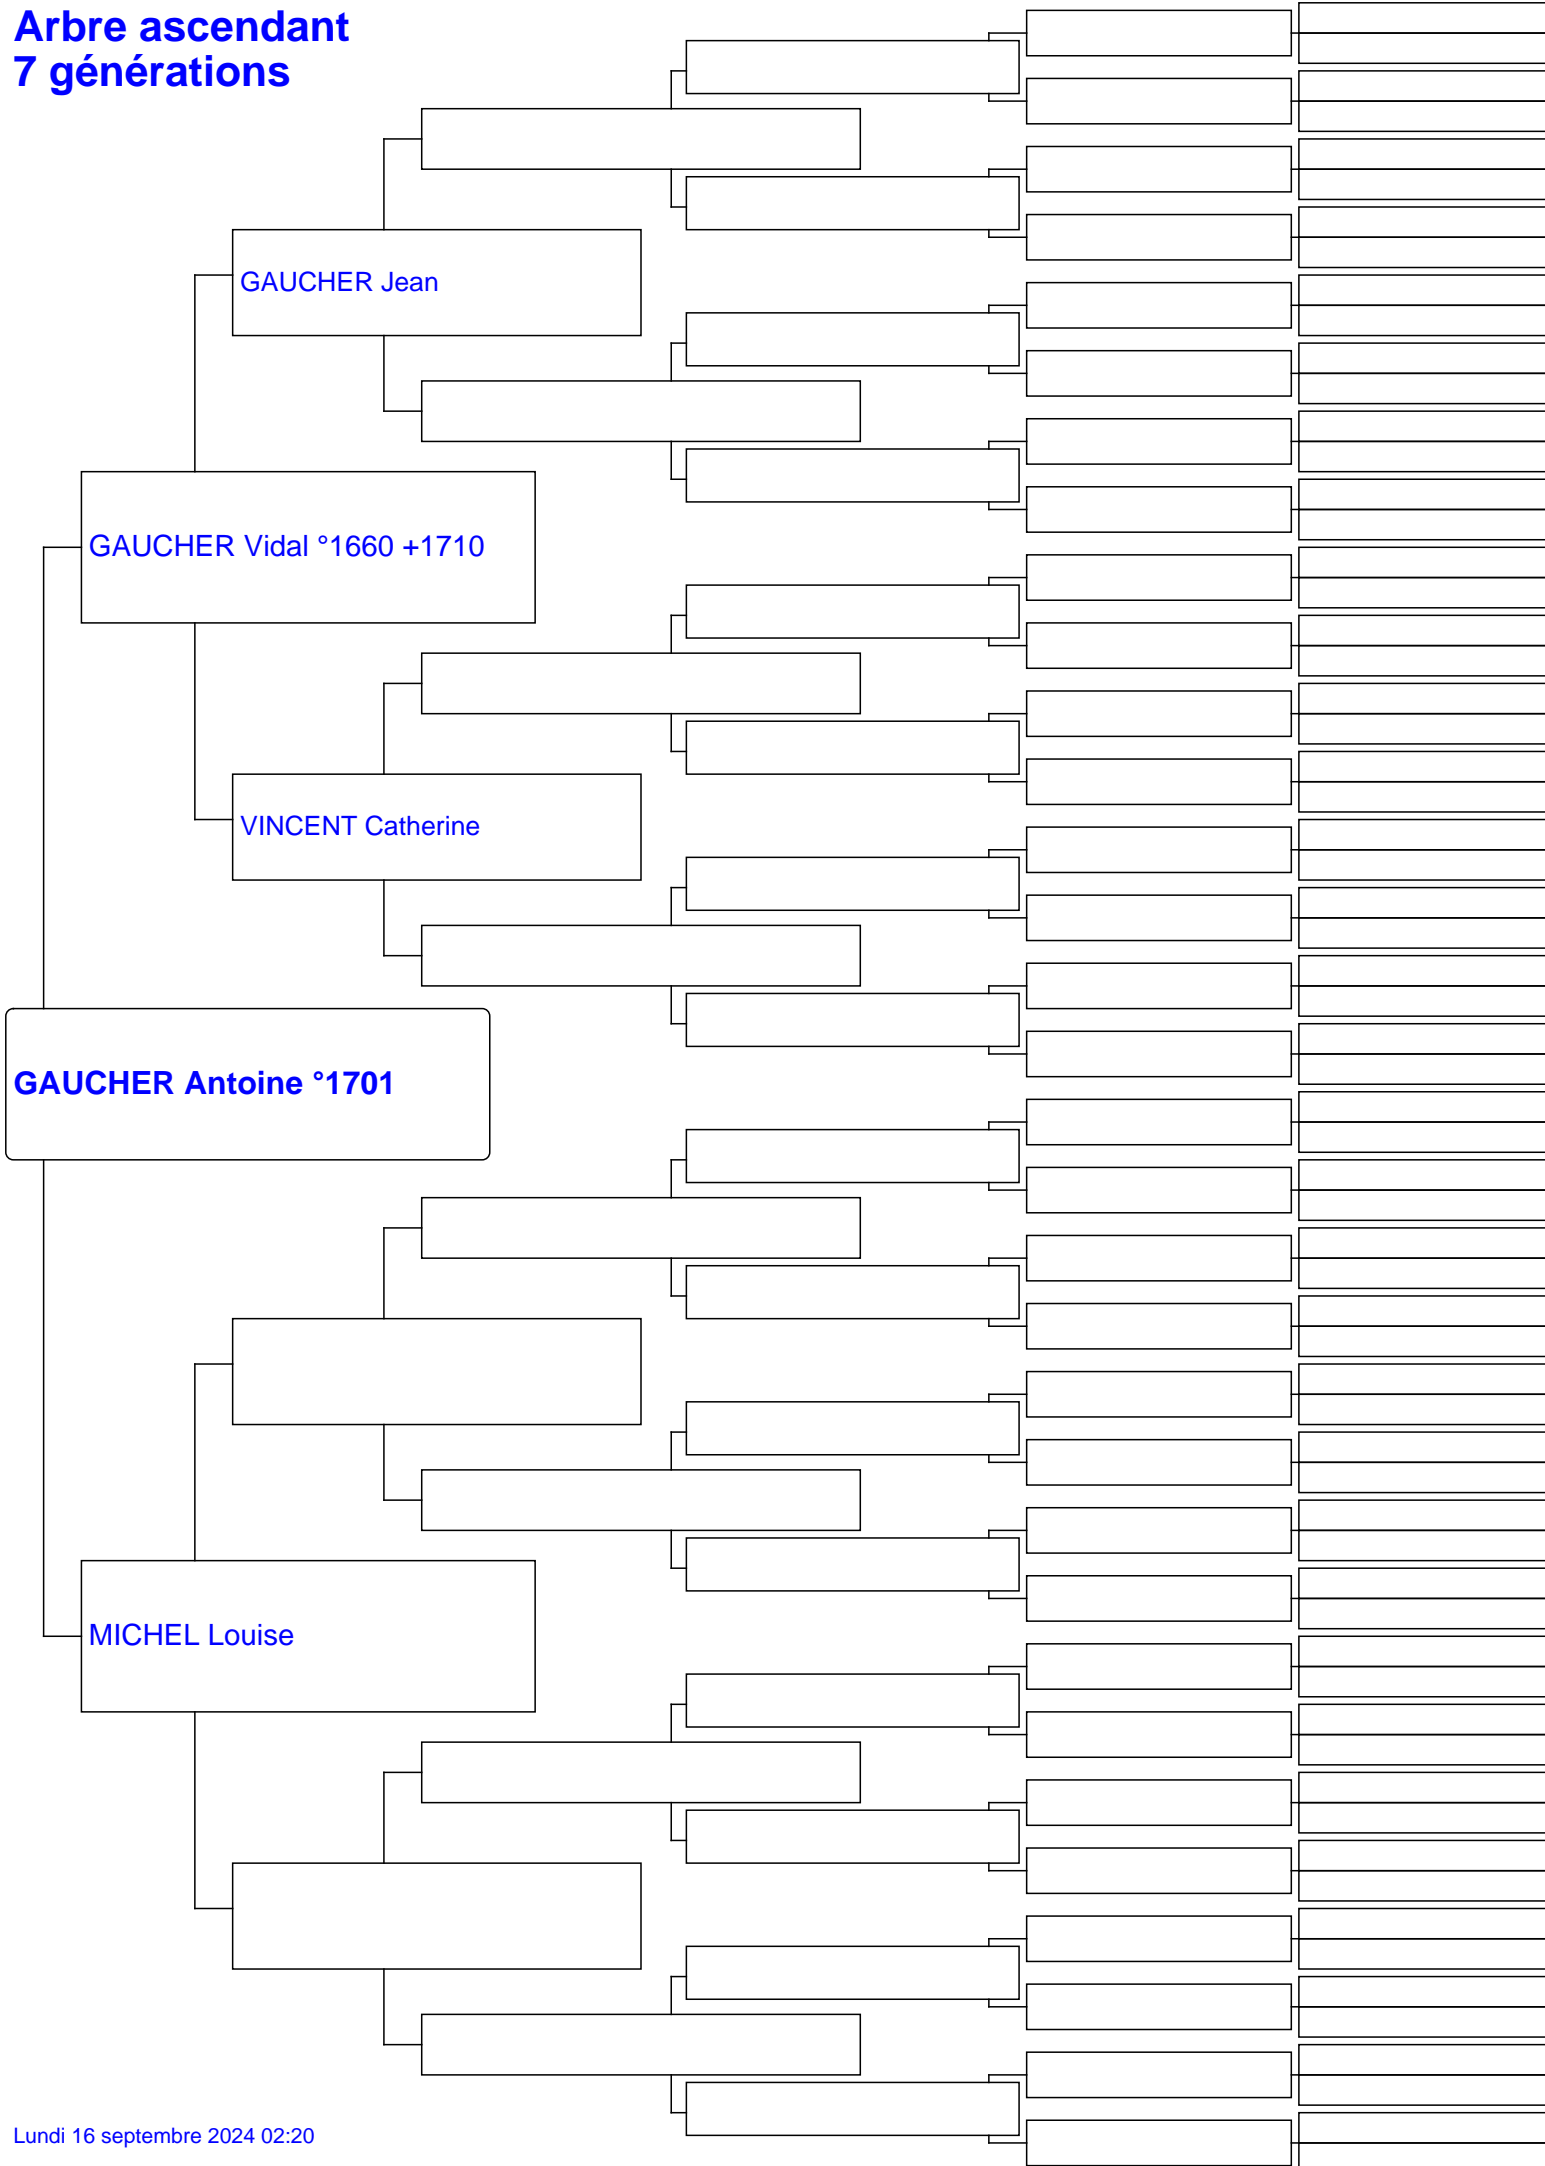 Arbre ascendant
7 générations
GAUCHER Jean
GAUCHER Vidal °1660 +1710
VINCENT Catherine
GAUCHER Antoine °1701
MICHEL Louise
Lundi 16 septembre 2024 02:20